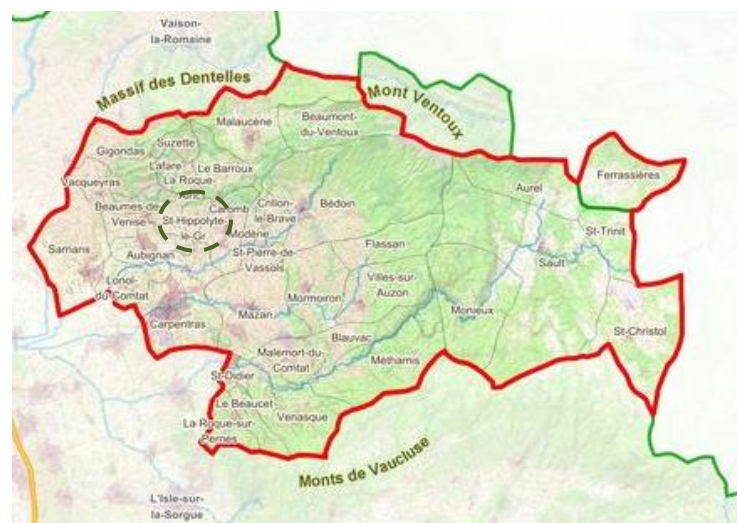 Vaison-
la-Romaine
Massif des Dentelles
Mont Ventoux
Malaucène
Beaumont-
du-Ventoux
Suzette
Gigondas
Lafare
Le Barroux
La Roque-
Vacqueyras
Ferrassières
Aurel
Beaumes-de-
Venise
Caromb
Crillon-
le-Brave
Bédoin
St-Hippolyte-
le-Gr.
Modène
St-Trinit
Sarrians
Aubignan
St-Pierre-de-
Vassols
Flassan
Sault
Loriol-
du-Comtat
Villes-sur-
Auzon
Mormoiron
Mazan
Monieux
Carpentras
St-Christol
Blauvac
Malemort-du-
Comtat
Méthamis
St-Didier
Le Beaucet
Venasque
La Roque-sur-
Pernes
Monts de Vaucluse
L'Isle-sur-
la-Sorgue